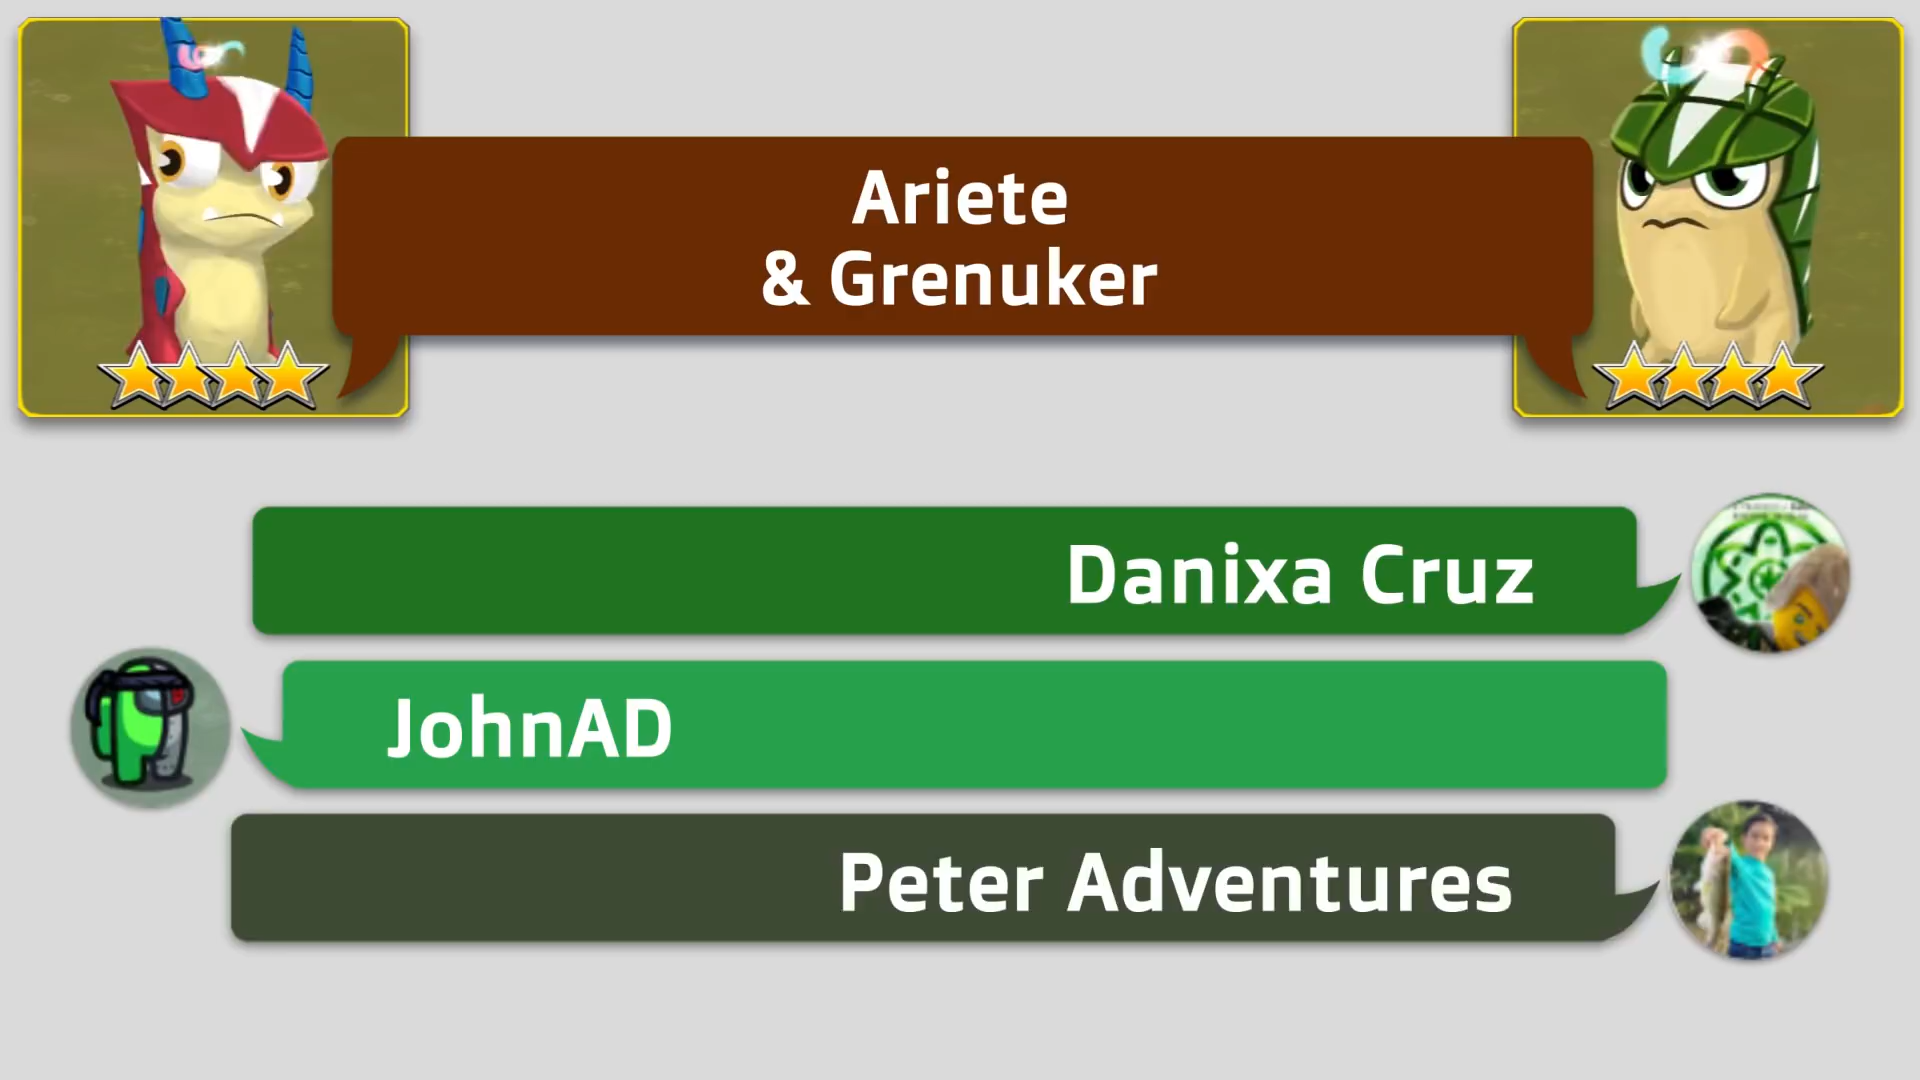 Ariete
& Grenuker
Danixa Cruz
JohnAD
Peter Adventures